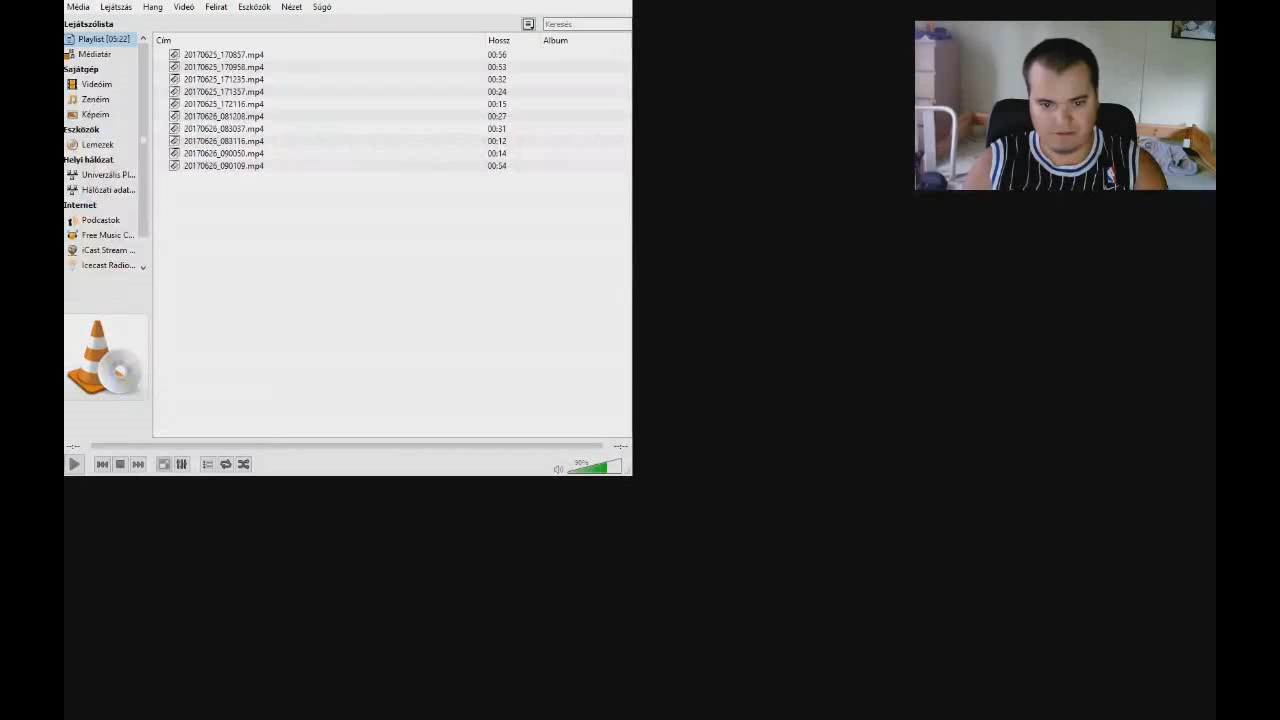 Média Lejátszás Hang Videó Felirat Eszközök Nézet Súgó
Lejátszólista
Keresés
Playlist [05:22]
Médiatár
Sajátgép
Videóim
Zenéim
Képeim
Eszközök
Lemezek
Helyi hálózat
Univerzális Pl...
Hálózati adat...
Internet
Podcastok
Free Music C...
iCast Stream ...
Icecast Radio...
Cím Hossz Album
20170625_170857.mp4 00:56
20170625_170958.mp4 00:53
20170625_171235.mp4 00:32
20170625_171357.mp4 00:24
20170625_172116.mp4 00:15
20170626_081208.mp4 00:27
20170626_083037.mp4 00:31
20170626_083116.mp4 00:12
20170626_090050.mp4 00:14
20170626_090109.mp4 00:54
--:-- --:--